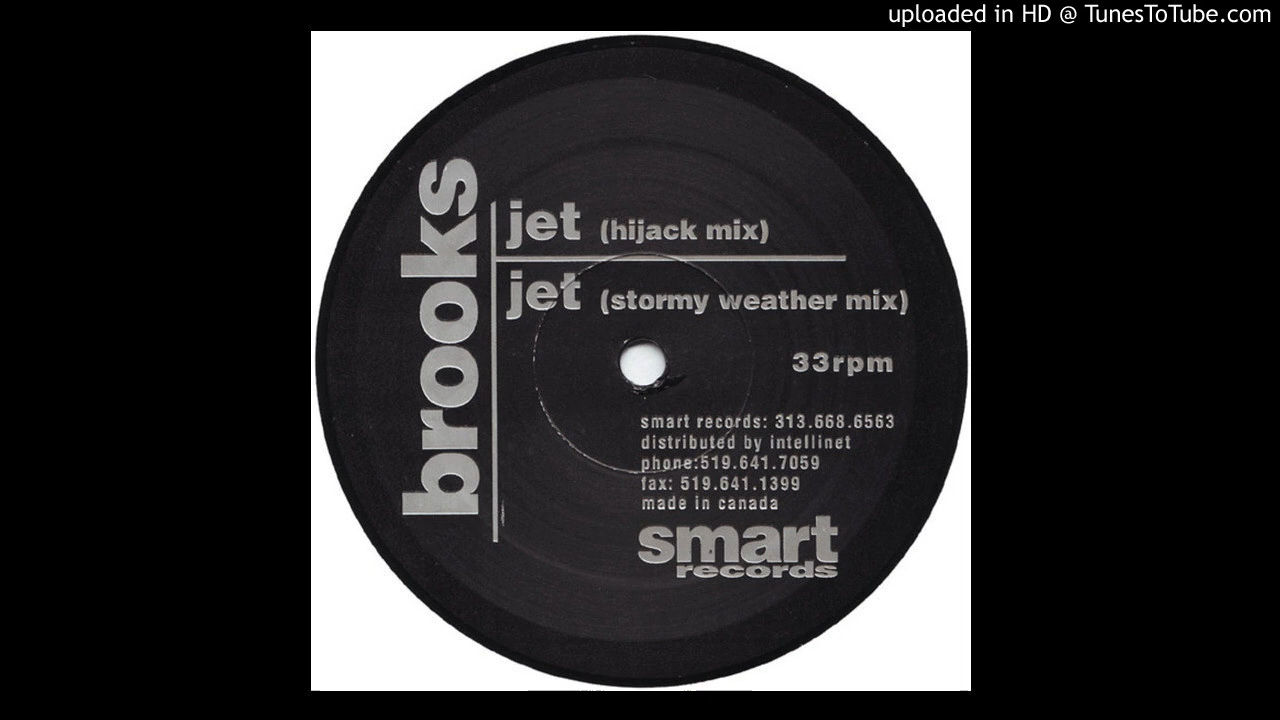 uploaded in HD @ TunesToTube.com
brooks
jet (hijack mix)
jet (stormy weather mix)
33rpm
smart records: 313.668.6563
distributed by intellinet
phone:519.641.7059
fax: 519.641.1399
made in canada
smart
records